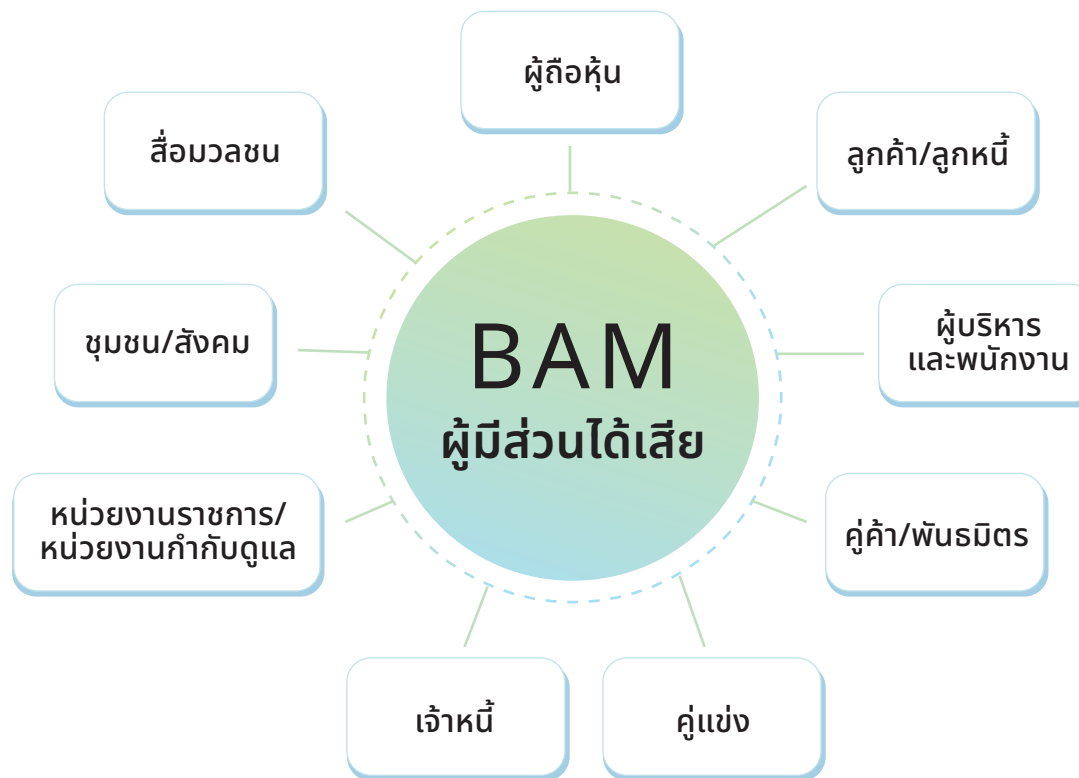 ผู้ถือหุ้น
สื่อมวลชน
ลูกค้า/ลูกหนี้
ชุมชน/สังคม
BAM
ผู้มีส่วนได้เสีย
ผู้บริหาร
และพนักงาน
หน่วยงานราชการ/
หน่วยงานกำกับดูแล
คู่ค้า/พันธมิตร
เจ้าหนี้
คู่แข่ง